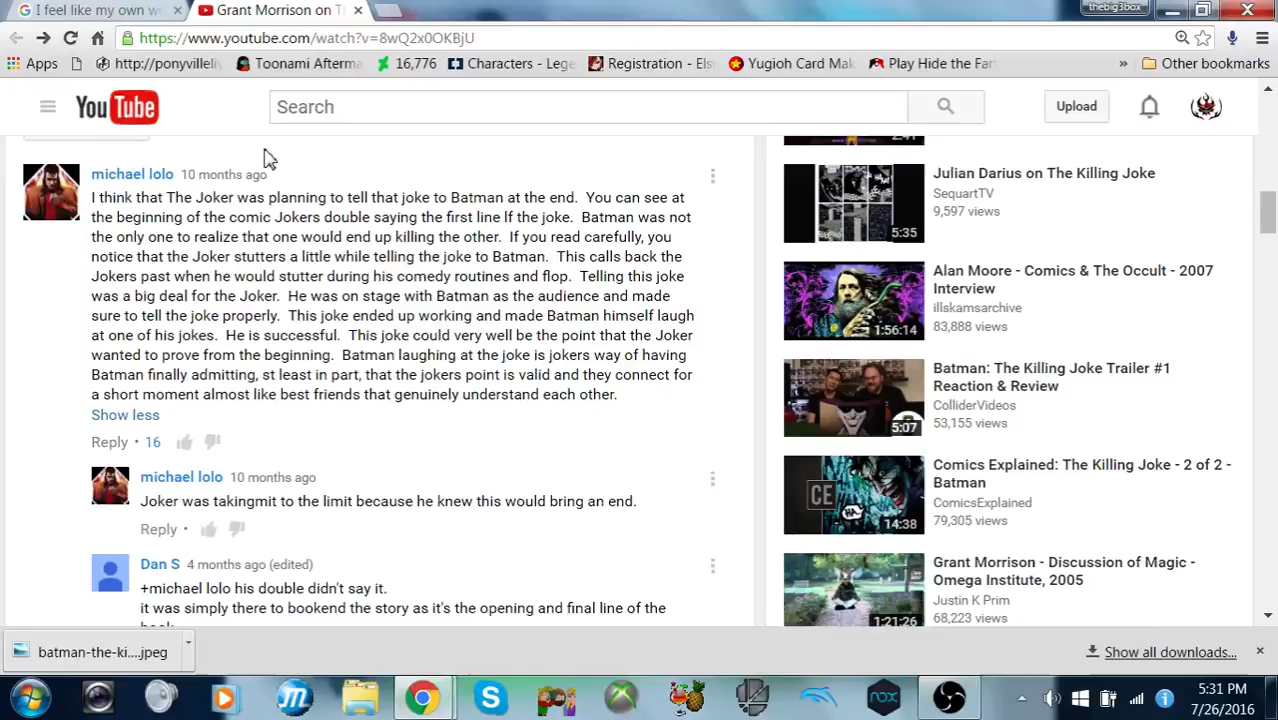 I feel like my own wo
Grant Morrison on T
thebig3box
https://www.youtube.com/watch?v=8wQ2x0OKBjU
Apps
http://ponyvilleliv
Toonami Afterma
16,776
Characters - Lege
Registration - Els
Yugioh Card Mak
Play Hide the Fan
»
Other bookmarks
YouTube
Search
Upload
michael lolo 10 months ago
I think that The Joker was planning to tell that joke to Batman at the end. You can see at
the beginning of the comic Jokers double saying the first line lf the joke. Batman was not
the only one to realize that one would end up killing the other. If you read carefully, you
notice that the Joker stutters a little while telling the joke to Batman. This calls back the
Jokers past when he would stutter during his comedy routines and flop. Telling this joke
was a big deal for the Joker. He was on stage with Batman as the audience and made
sure to tell the joke properly. This joke ended up working and made Batman himself laugh
at one of his jokes. He is successful. This joke could very well be the point that the Joker
wanted to prove from the beginning. Batman laughing at the joke is jokers way of having
Batman finally admitting, st least in part, that the jokers point is valid and they connect for
a short moment almost like best friends that genuinely understand each other.
Show less
Reply • 16
michael lolo 10 months ago
Joker was takingmit to the limit because he knew this would bring an end.
Reply •
Dan S 4 months ago (edited)
+michael lolo his double didn't say it.
it was simply there to bookend the story as it's the opening and final line of the
book
2:41
Julian Darius on The Killing Joke
SequartTV
9,597 views
5:35
Alan Moore - Comics & The Occult - 2007
Interview
illskamsarchive
83,888 views
1:56:14
Batman: The Killing Joke Trailer #1
Reaction & Review
ColliderVideos
53,155 views
5:07
Comics Explained: The Killing Joke - 2 of 2 -
Batman
ComicsExplained
79,305 views
CE
HA.
14:38
Grant Morrison - Discussion of Magic -
Omega Institute, 2005
Justin K Prim
68,223 views
1:21:26
batman-the-ki....jpeg
Show all downloads...
nox
5:31 PM
7/26/2016